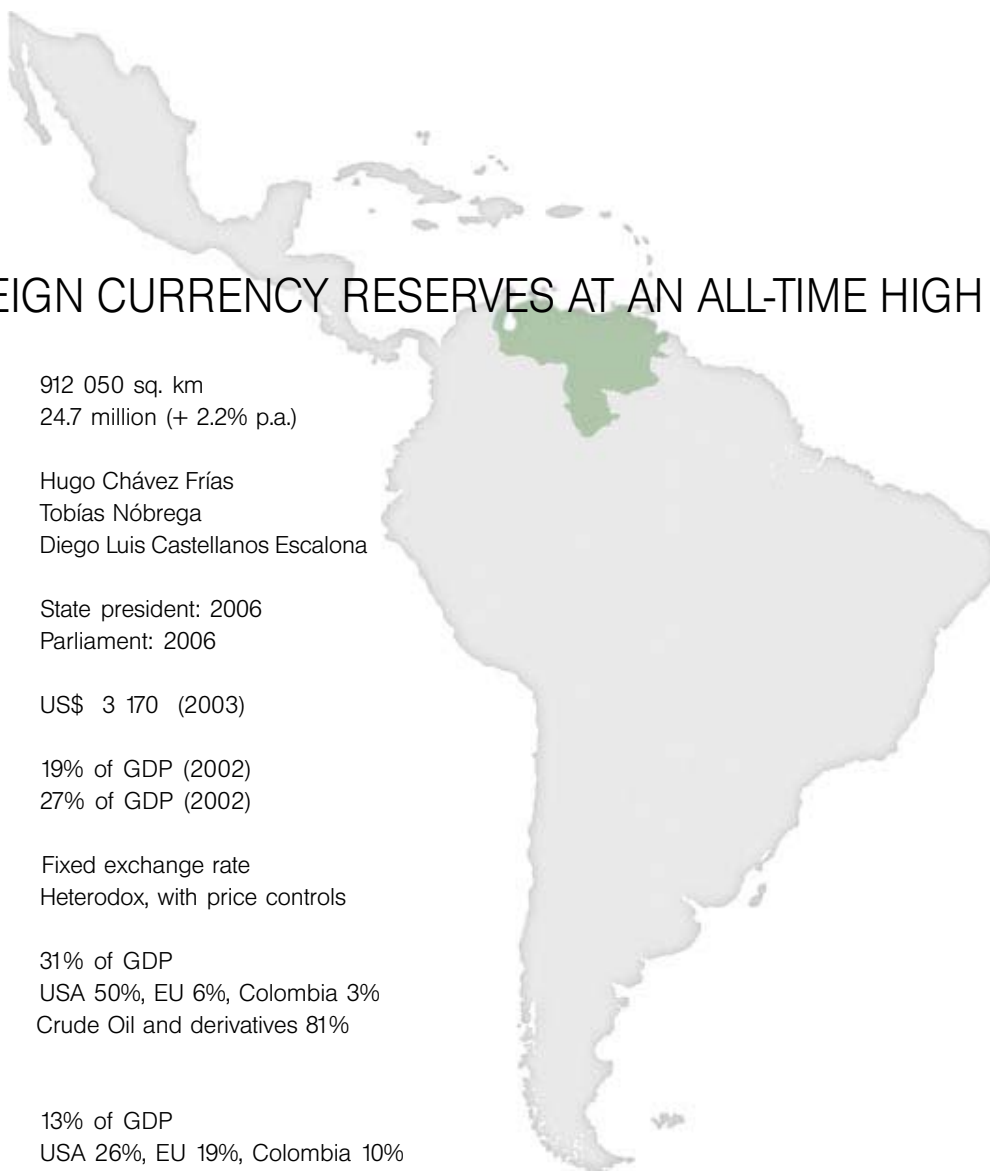 EIGN CURRENCY RESERVES AT AN ALL-TIME HIGH
912 050 sq. km
24.7 million (+ 2.2% p.a.)
Hugo Chávez Frías
Tobías Nóbrega
Diego Luis Castellanos Escalona
State president: 2006
Parliament: 2006
US$ 3 170 (2003)
19% of GDP (2002)
27% of GDP (2002)
Fixed exchange rate
Heterodox, with price controls
31% of GDP
USA 50%, EU 6%, Colombia 3%
Crude Oil and derivatives 81%
13% of GDP
USA 26%, EU 19%, Colombia 10%